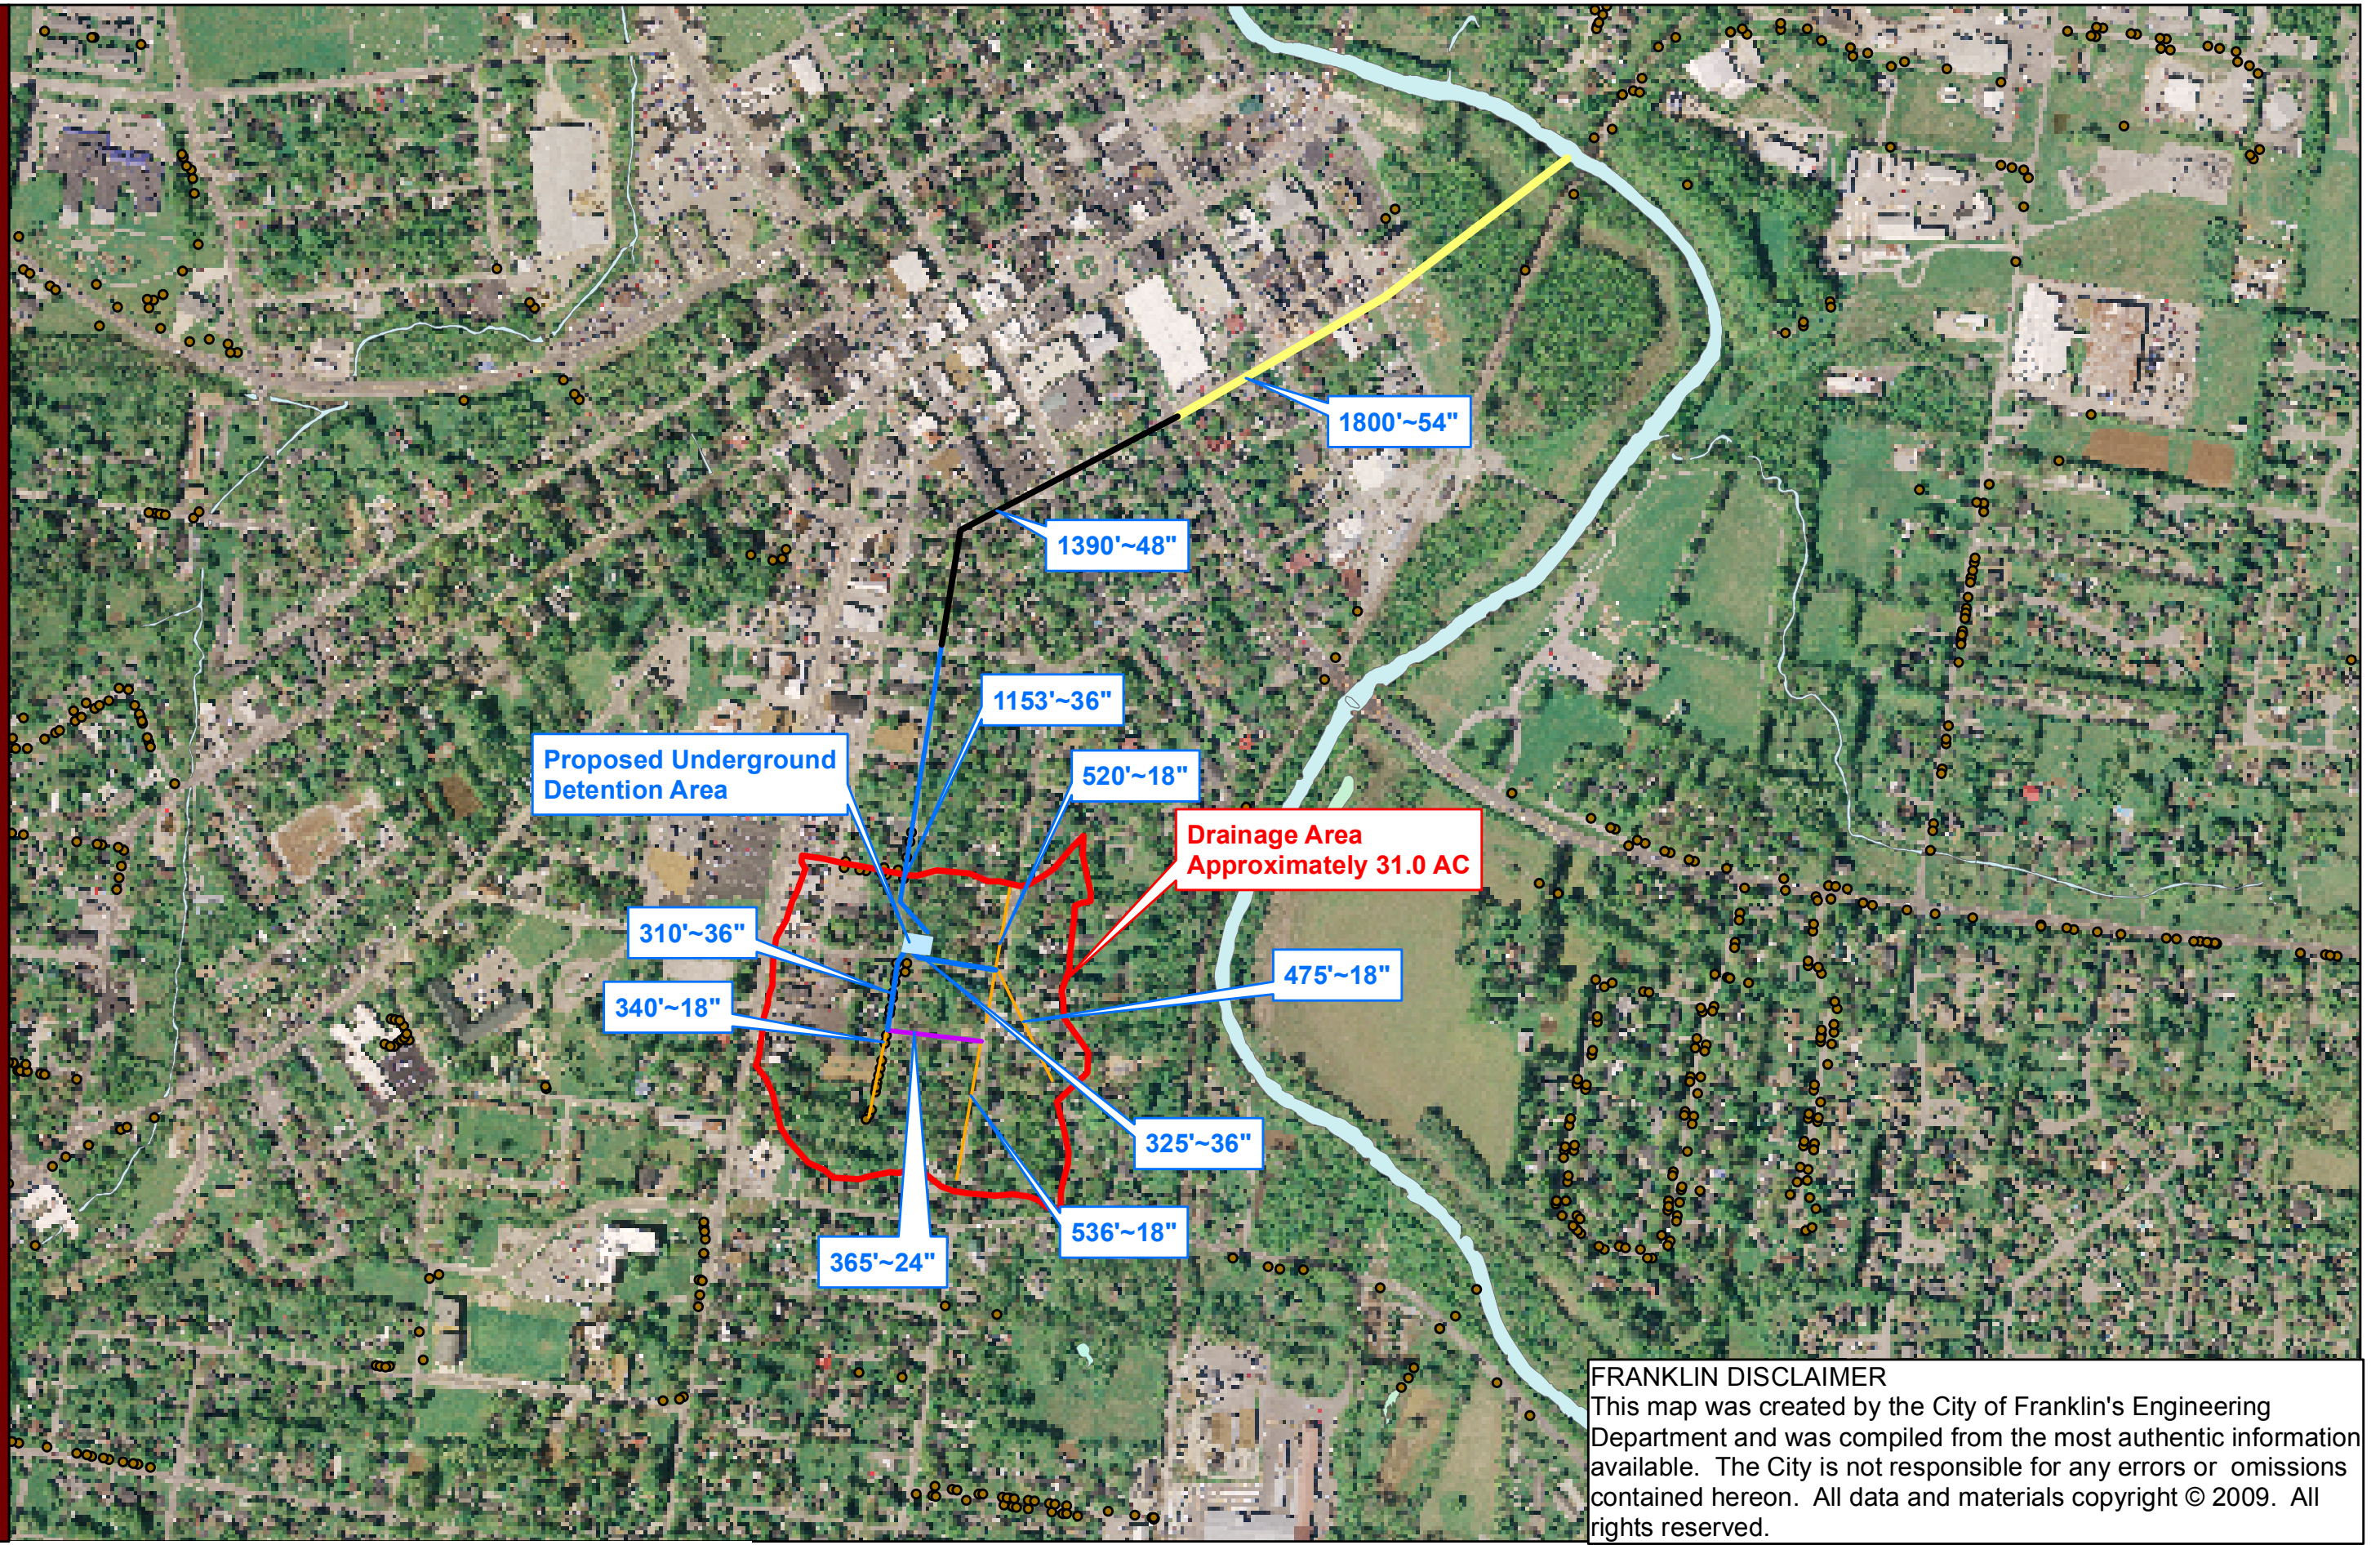 1800'~54"
1390'~48"
1153'~36"
Proposed Underground
Detention Area
520'~18"
Drainage Area
Approximately 31.0 AC
310'~36"
475'~18"
340'~18"
325'~36"
536'~18"
365'~24"
FRANKLIN DISCLAIMER
This map was created by the City of Franklin's Engineering
Department and was compiled from the most authentic information
available.  The City is not responsible for any errors or  omissions
contained hereon.  All data and materials copyright © 2009.  All
rights reserved.